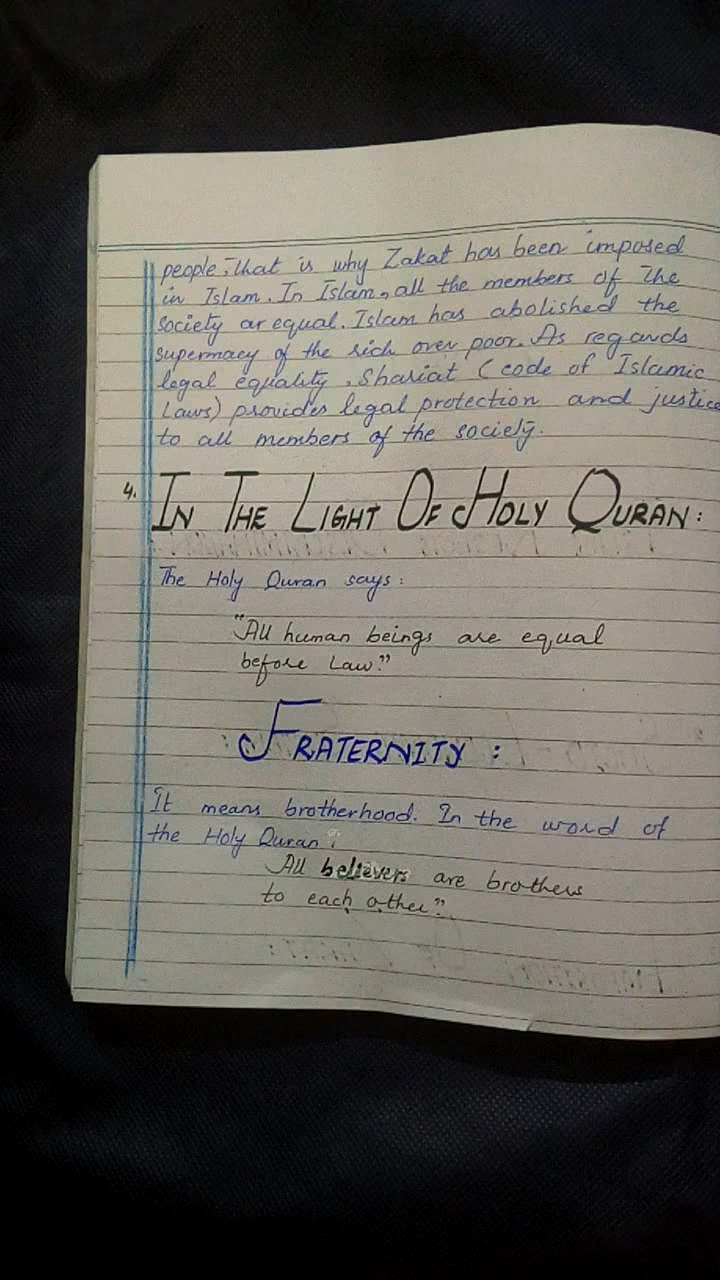 people. That is why Zakat has been imposed
in Islam. In Islam, all the members of the
society ar equal. Islam has abolished the
supermacy of the rich over poor. As regards
legal equality, Shariat (code of Islamic
Laws) provides legal protection and justice
to all members of the society.
4. IN THE LIGHT OF HOLY QURAN:
The Holy Quran says:
"All human beings are equal
before Law."
: FRATERNITY :
It means brotherhood. In the word of
the Holy Quran:
All believers are brothers
to each other"